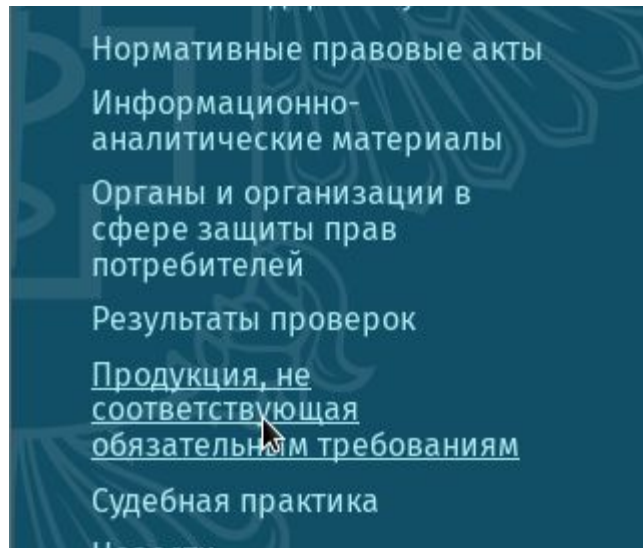 Нормативные правовые акты
Информационно-
аналитические материалы
Органы и организации в
сфере защиты прав
потребителей
Результаты проверок
Продукция, не
соответствующая
обязательным требованиям
Судебная практика